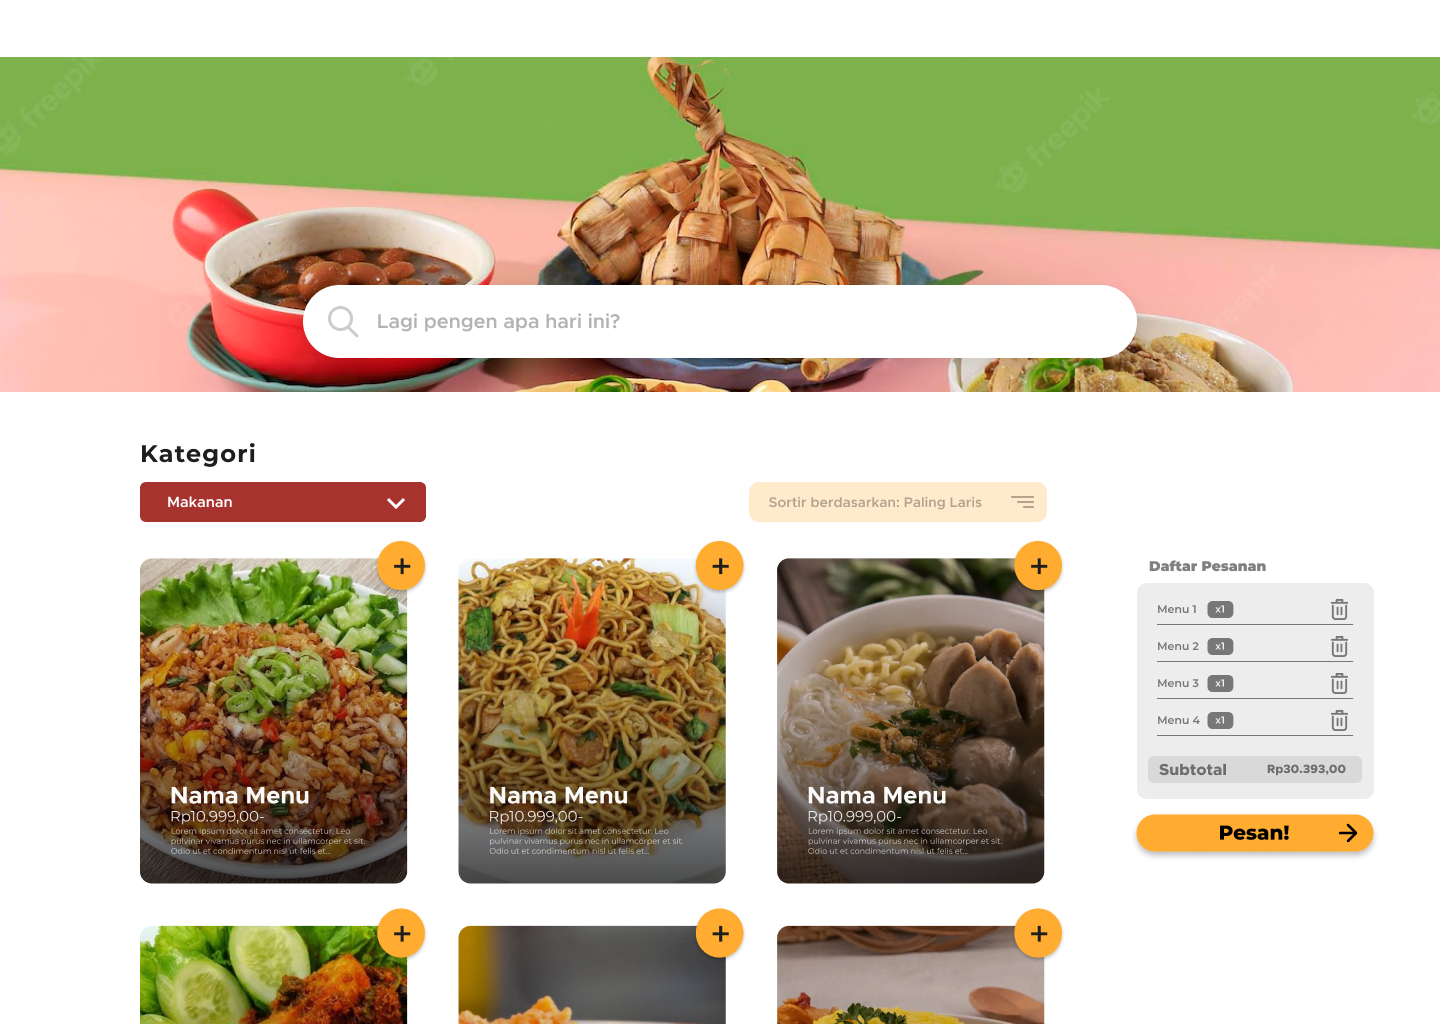 freepik
freepik
freepik
Lagi pengen apa hari ini?
Kategori
Makanan
Sortir berdasarkan: Paling Laris
Nama Menu
Rp10.999,00-
Lorem ipsum dolor sit amet consectetur. Leo
pulvinar vivamus purus nec in ullamcorper et sit.
Odio ut et condimentum nisl ut felis et...
Nama Menu
Rp10.999,00-
Lorem ipsum dolor sit amet consectetur. Leo
pulvinar vivamus purus nec in ullamcorper et sit.
Odio ut et condimentum nisl ut felis et...
Nama Menu
Rp10.999,00-
Lorem ipsum dolor sit amet consectetur. Leo
pulvinar vivamus purus nec in ullamcorper et sit.
Odio ut et condimentum nisl ut felis et...
Daftar Pesanan
Menu 1 x1
Menu 2 x1
Menu 3 x1
Menu 4 x1
Subtotal Rp30.393,00
Pesan!